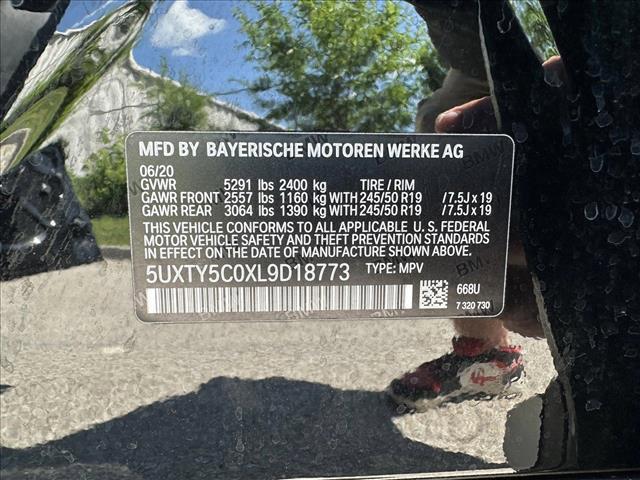 MFD BY BAYERISCHE MOTOREN WERKE AG
06/20
GVWR 5291 lbs 2400 kg TIRE / RIM
GAWR FRONT 2557 lbs 1160 kg WITH 245/50 R19 /7.5J x 19
GAWR REAR 3064 lbs 1390 kg WITH 245/50 R19 /7.5J x 19
THIS VEHICLE CONFORMS TO ALL APPLICABLE U. S. FEDERAL
MOTOR VEHICLE SAFETY AND THEFT PREVENTION STANDARDS
IN EFFECT ON THE DATE OF MANUFACTURE SHOWN ABOVE.
5UXTY5C0XL9D18773 TYPE: MPV
668U
7 320 730